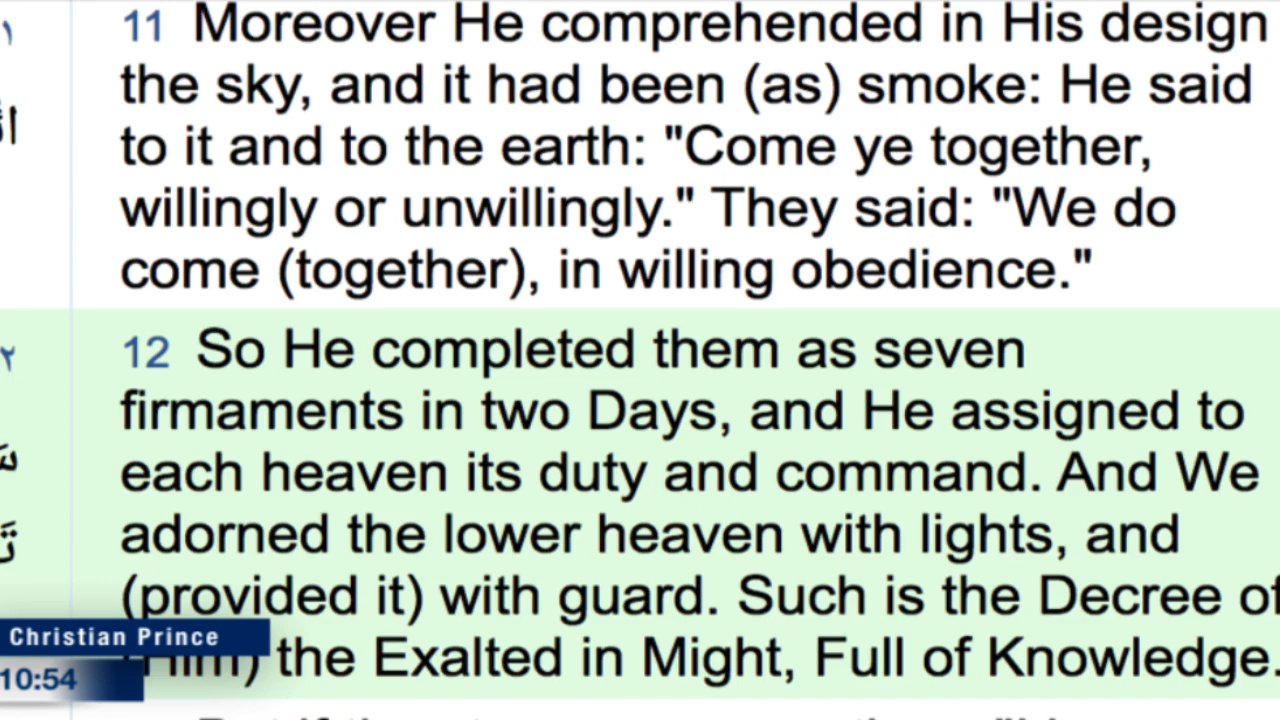 11 Moreover He comprehended in His design
the sky, and it had been (as) smoke: He said
to it and to the earth: "Come ye together,
willingly or unwillingly." They said: "We do
come (together), in willing obedience."
12 So He completed them as seven
firmaments in two Days, and He assigned to
each heaven its duty and command. And We
adorned the lower heaven with lights, and
(provided it) with guard. Such is the Decree of
the Exalted in Might, Full of Knowledge.
Christian Prince
10:54